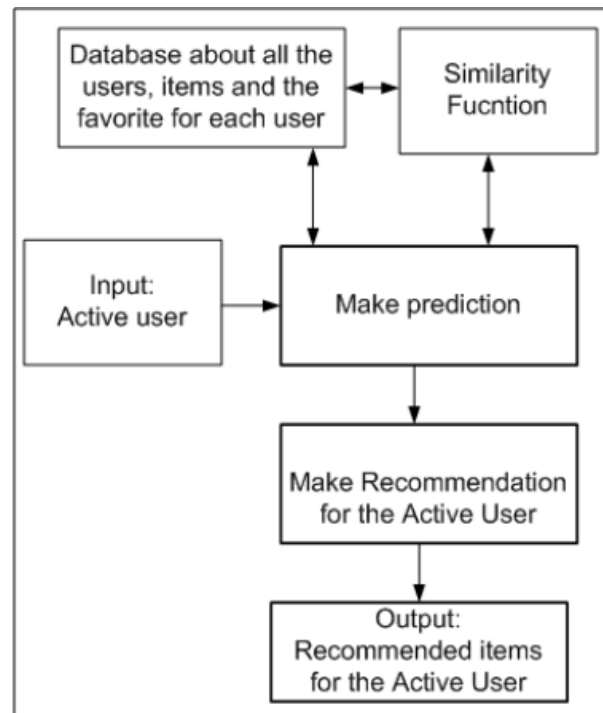 Database about all the
users, items and the
favorite for each user
Similarity
Fucntion
Input:
Active user
Make prediction
Make Recommendation
for the Active User
Output:
Recommended items
for the Active User